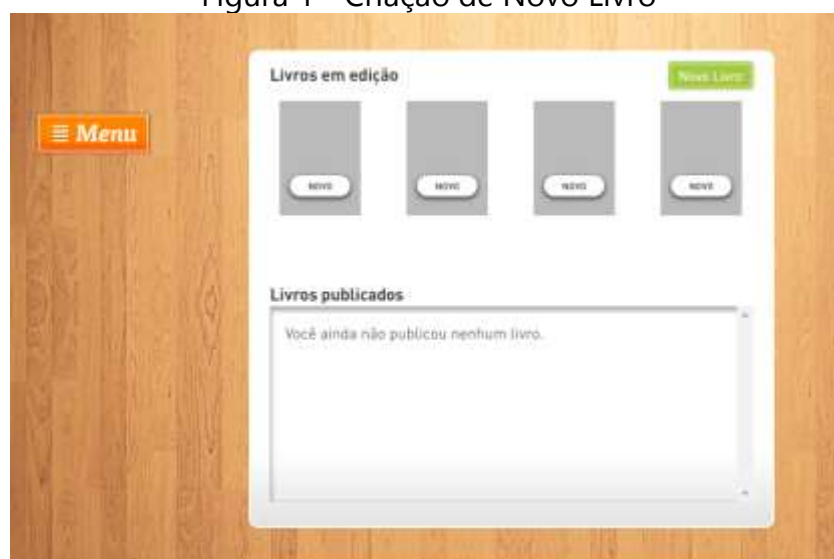 Figura 1 - Criação de Novo Livro
Livros em edição
Novo Livro
Menu
NOVO
NOVO
NOVO
NOVO
Livros publicados
Você ainda não publicou nenhum livro.